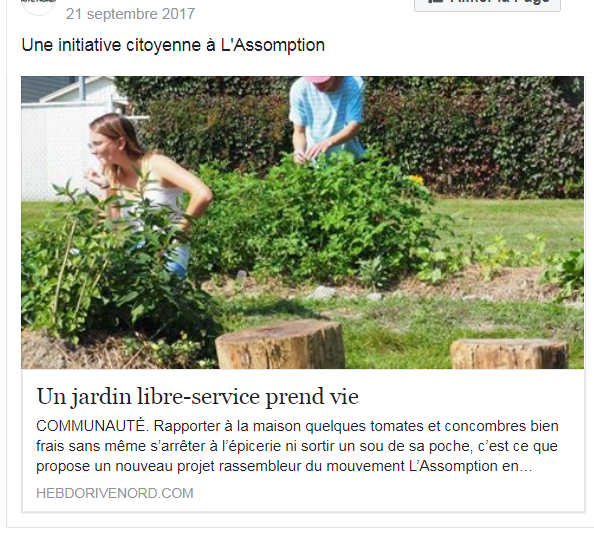 21 septembre 2017
Une initiative citoyenne à L'Assomption
Un jardin libre-service prend vie
COMMUNAUTÉ. Rapporter à la maison quelques tomates et concombres bien
frais sans même s’arrêter à l’épicerie ni sortir un sou de sa poche, c’est ce que
propose un nouveau projet rassembleur du mouvement L’Assomption en…
HEBDORIVENORD.COM